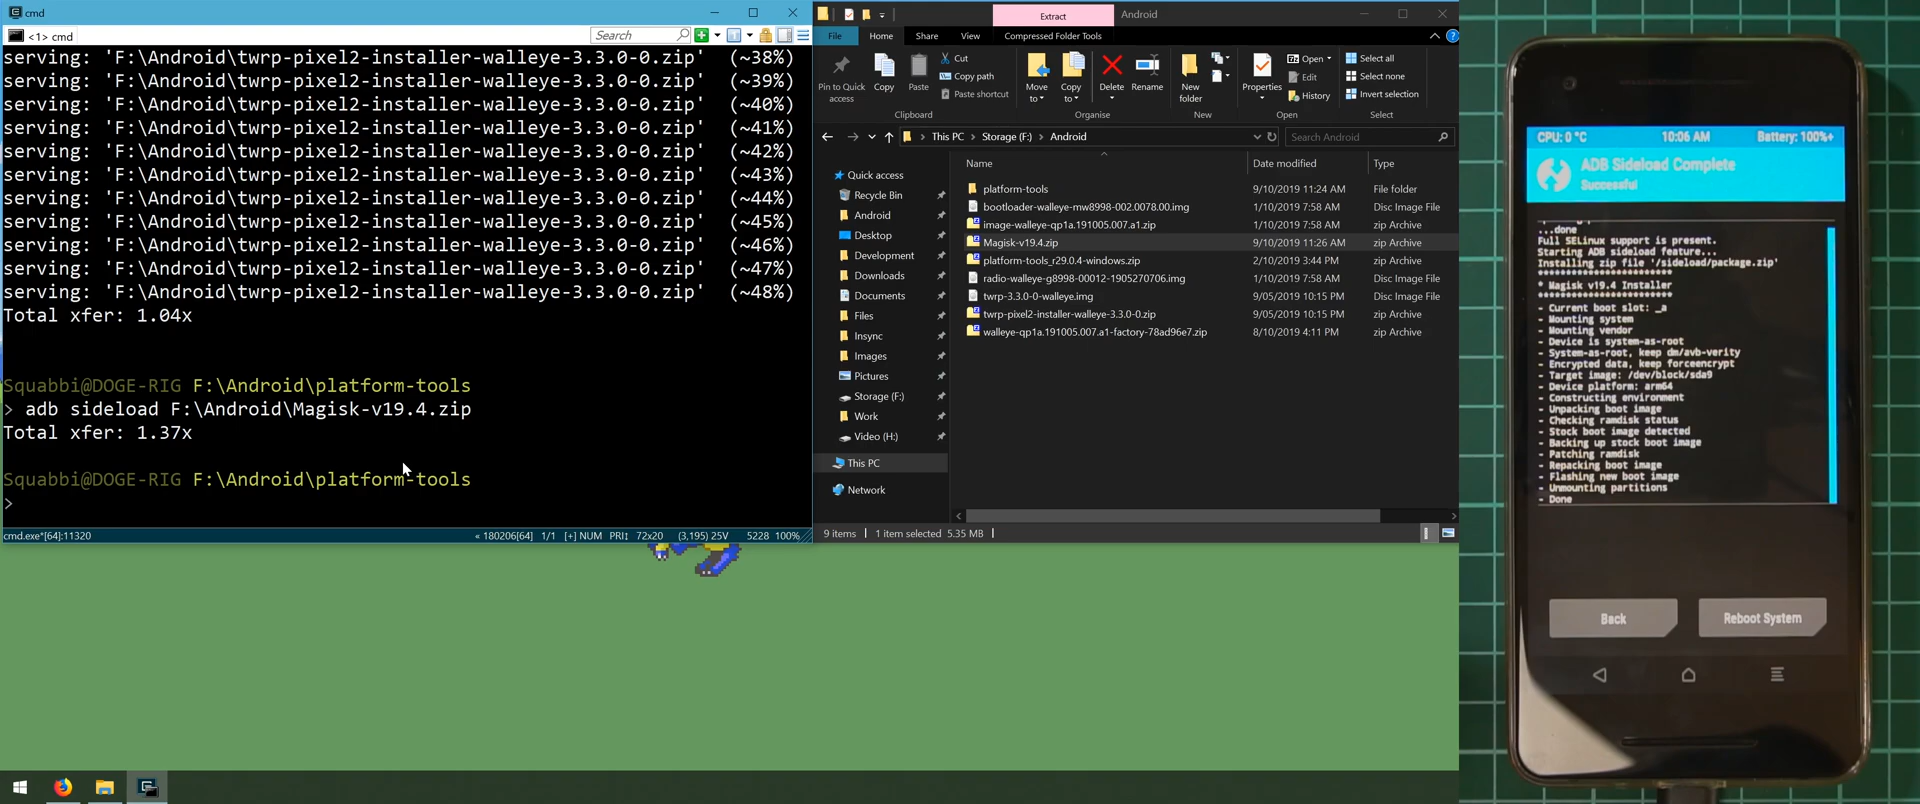 cmd
<1> cmd
Search
serving: 'F:\Android\twrp-pixel2-installer-walleye-3.3.0-0.zip' (~38%)
serving: 'F:\Android\twrp-pixel2-installer-walleye-3.3.0-0.zip' (~39%)
serving: 'F:\Android\twrp-pixel2-installer-walleye-3.3.0-0.zip' (~40%)
serving: 'F:\Android\twrp-pixel2-installer-walleye-3.3.0-0.zip' (~41%)
serving: 'F:\Android\twrp-pixel2-installer-walleye-3.3.0-0.zip' (~42%)
serving: 'F:\Android\twrp-pixel2-installer-walleye-3.3.0-0.zip' (~43%)
serving: 'F:\Android\twrp-pixel2-installer-walleye-3.3.0-0.zip' (~44%)
serving: 'F:\Android\twrp-pixel2-installer-walleye-3.3.0-0.zip' (~45%)
serving: 'F:\Android\twrp-pixel2-installer-walleye-3.3.0-0.zip' (~46%)
serving: 'F:\Android\twrp-pixel2-installer-walleye-3.3.0-0.zip' (~47%)
serving: 'F:\Android\twrp-pixel2-installer-walleye-3.3.0-0.zip' (~48%)
Total xfer: 1.04x
Squabbi@DOGE-RIG F:\Android\platform-tools
> adb sideload F:\Android\Magisk-v19.4.zip
Total xfer: 1.37x
Squabbi@DOGE-RIG F:\Android\platform-tools
>
cmd.exe*[64]:11320 « 180206[64] 1/1 [+] NUM PRI↕ 72x20 (3,195) 25V 5228 100%
Extract Android
File Home Share View Compressed Folder Tools
Pin to Quick access
Copy
Paste
Cut
Copy path
Paste shortcut
Clipboard
Move to
Copy to
Delete
Rename
Organise
New folder
New
Properties
Open
Edit
History
Open
Select all
Select none
Invert selection
Select
This PC > Storage (F:) > Android
Search Android
Quick access
Recycle Bin
Android
Desktop
Development
Downloads
Documents
Files
Insync
Images
Pictures
Storage (F:)
Work
Video (H:)
This PC
Network
Name Date modified Type
platform-tools 9/10/2019 11:24 AM File folder
bootloader-walleye-mw8998-002.0078.00.img 1/10/2019 7:58 AM Disc Image File
image-walleye-qp1a.191005.007.a1.zip 1/10/2019 7:58 AM zip Archive
Magisk-v19.4.zip 9/10/2019 11:26 AM zip Archive
platform-tools_r29.0.4-windows.zip 2/10/2019 3:44 PM zip Archive
radio-walleye-g8998-00012-1905270706.img 1/10/2019 7:58 AM Disc Image File
twrp-3.3.0-0-walleye.img 9/05/2019 10:15 PM Disc Image File
twrp-pixel2-installer-walleye-3.3.0-0.zip 9/05/2019 10:15 PM zip Archive
walleye-qp1a.191005.007.a1-factory-78ad96e7.zip 8/10/2019 4:11 PM zip Archive
9 items 1 item selected 5.35 MB
CPU: 0 °C 10:06 AM Battery: 100%+
ADB Sideload Complete
Successful
...done
Full SELinux support is present.
Starting ADB sideload feature...
Installing zip file '/sideload/package.zip'
************************
* Magisk v19.4 Installer
************************
- Current boot slot: _a
- Mounting system
- Mounting vendor
- Device is system-as-root
- System-as-root, keep dm/avb-verity
- Encrypted data, keep forceencrypt
- Target image: /dev/block/sda9
- Device platform: arm64
- Constructing environment
- Unpacking boot image
- Checking ramdisk status
- Stock boot image detected
- Backing up stock boot image
- Patching ramdisk
- Repacking boot image
- Flashing new boot image
- Unmounting partitions
- Done
Back
Reboot System